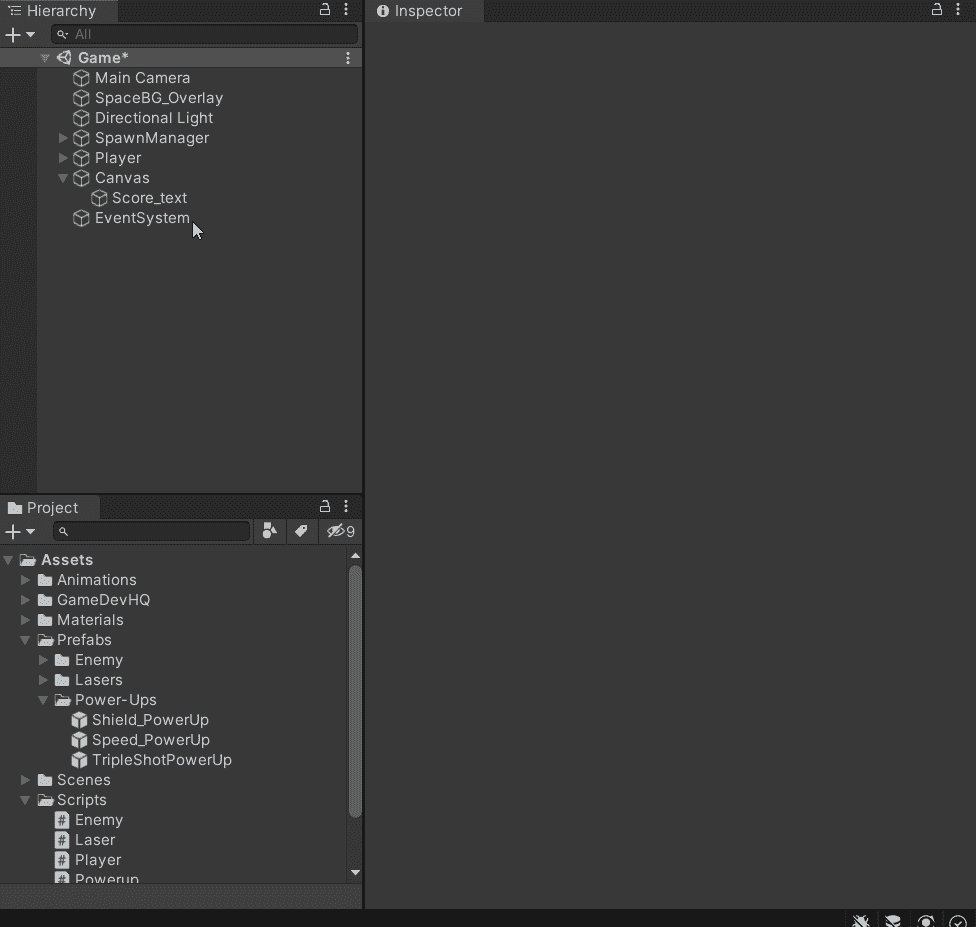 Hierarchy
Inspector
All
Game*
Main Camera
SpaceBG_Overlay
Directional Light
SpawnManager
Player
Canvas
Score_text
EventSystem
Project
9
Assets
Animations
GameDevHQ
Materials
Prefabs
Enemy
Lasers
Power-Ups
Shield_PowerUp
Speed_PowerUp
TripleShotPowerUp
Scenes
Scripts
# Enemy
# Laser
# Player
# Powerup